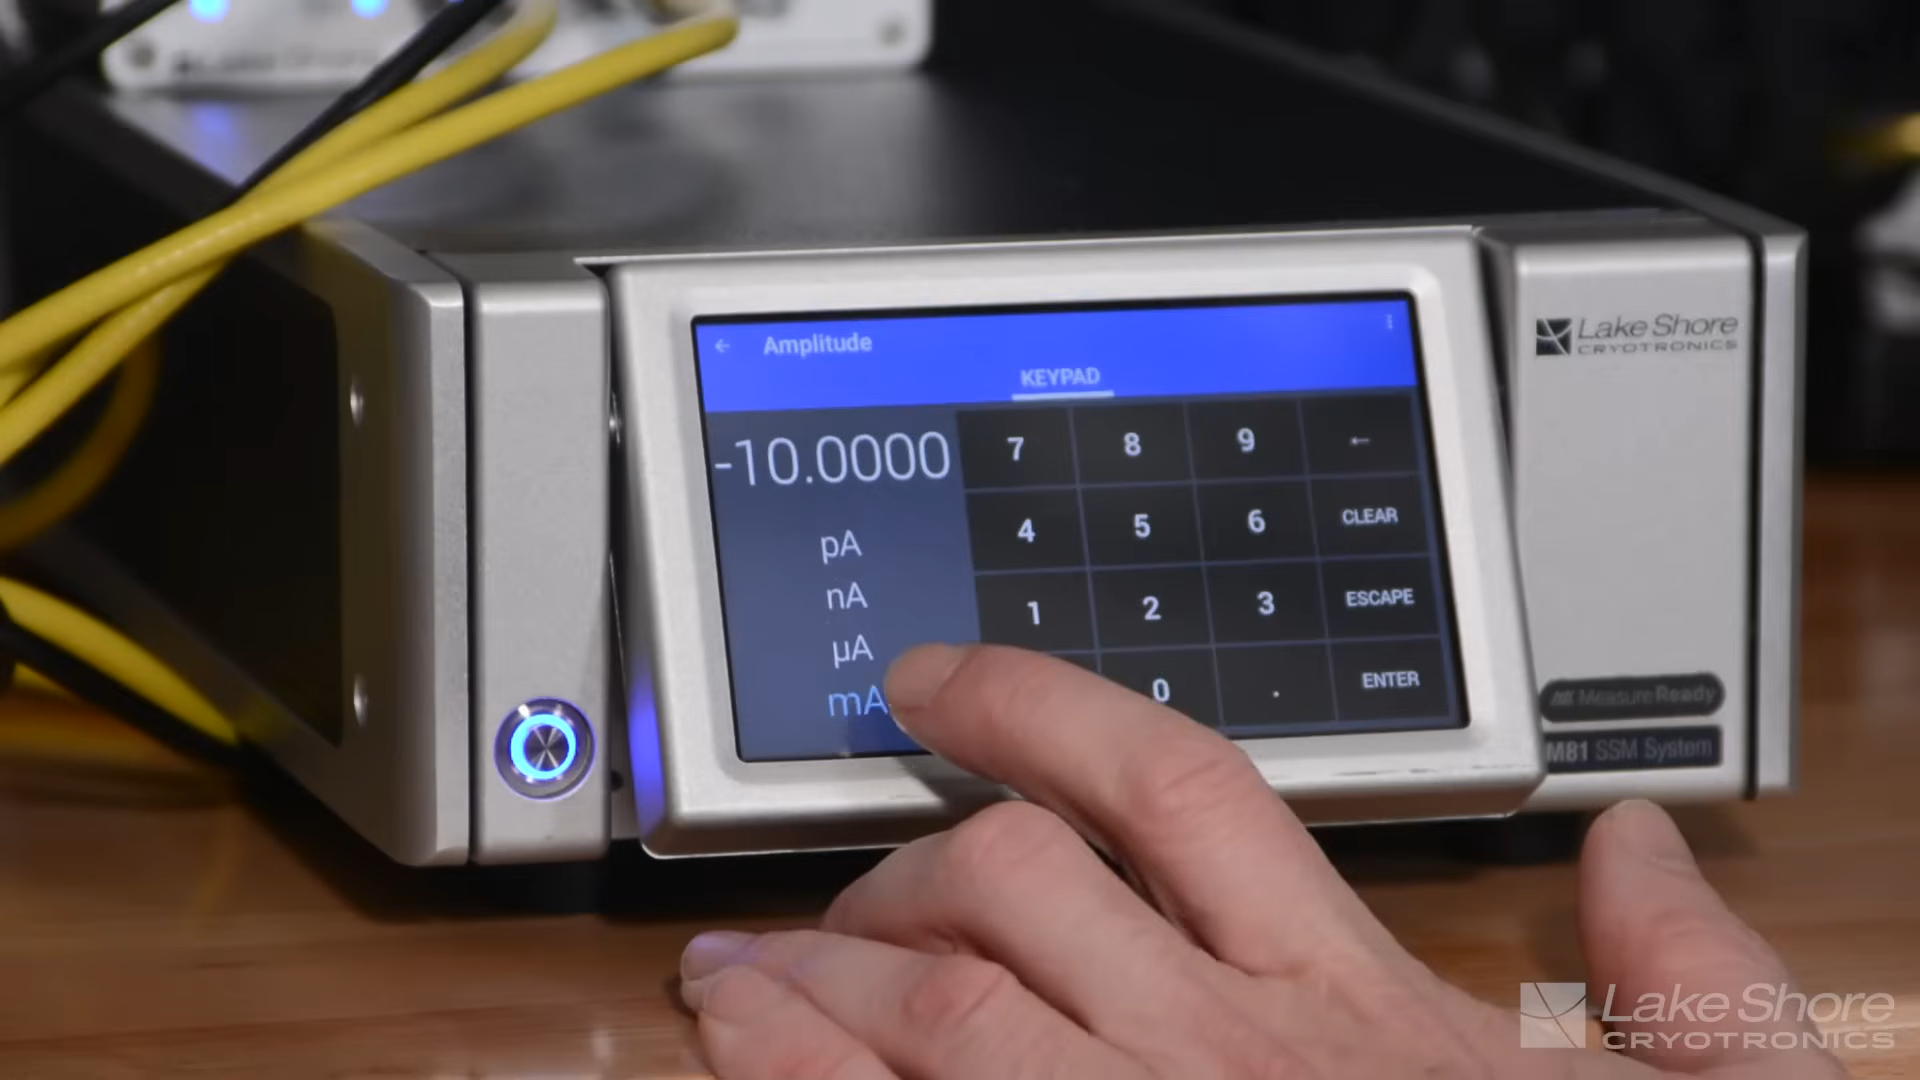 ← Amplitude
KEYPAD
-10.0000
pA
nA
µA
mA
7 8 9 ←
4 5 6 CLEAR
1 2 3 ESCAPE
0 . ENTER
Lake Shore
CRYOTRONICS
MeasureReady
M81 SSM System
Lake Shore
CRYOTRONICS